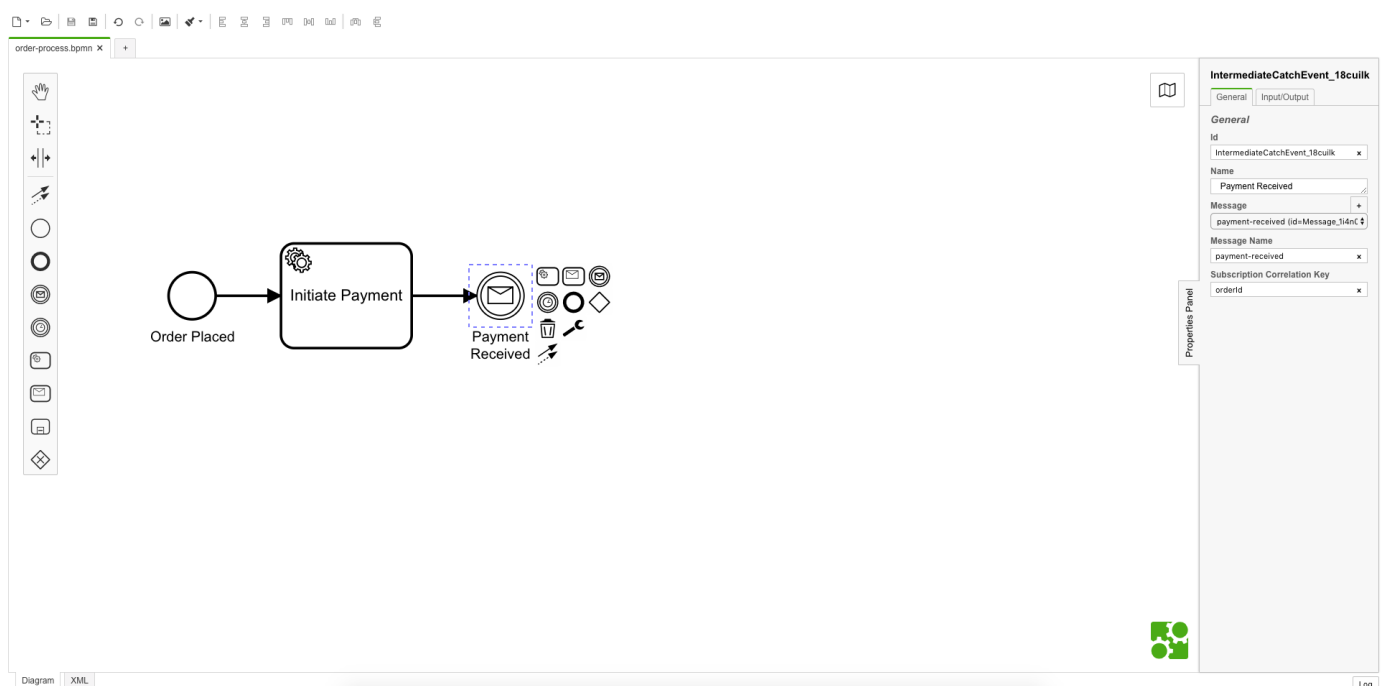 order-process.bpmn ×
+
IntermediateCatchEvent_18cuilk
General
Input/Output
General
Id
IntermediateCatchEvent_18cuilk
Name
Payment Received
Message
+
payment-received (id=Message_1i4n
Message Name
payment-received
Subscription Correlation Key
orderId
Properties Panel
Initiate Payment
Order Placed
Payment
Received
Diagram
XML
Log